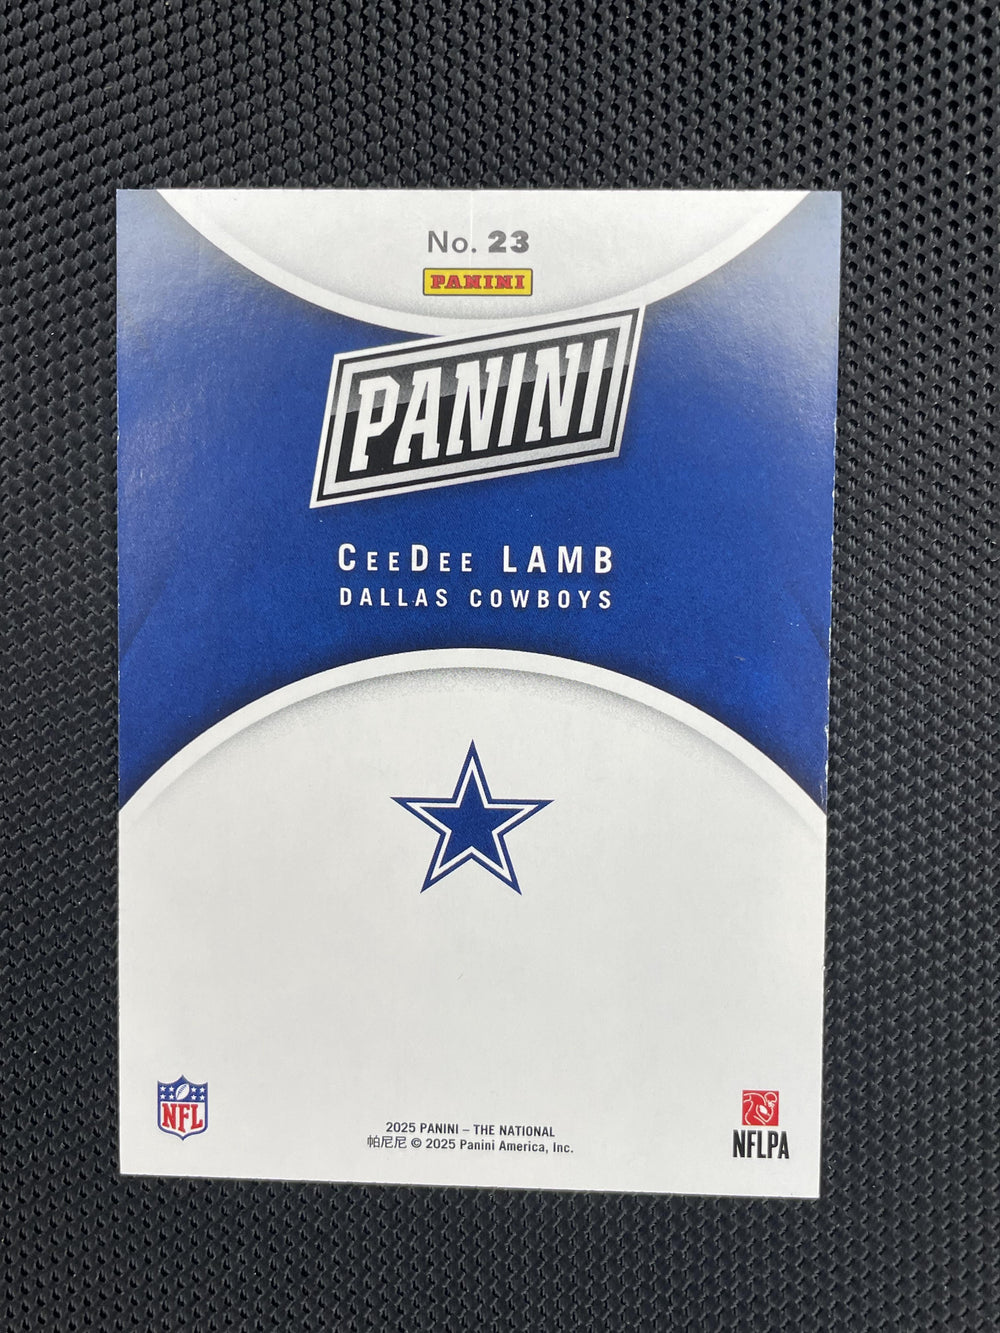 No. 23
PANINI
PANINI
CEEDEE LAMB
DALLAS COWBOYS
NFL
2025 PANINI – THE NATIONAL
帕尼尼 © 2025 Panini America, Inc.
NFLPA